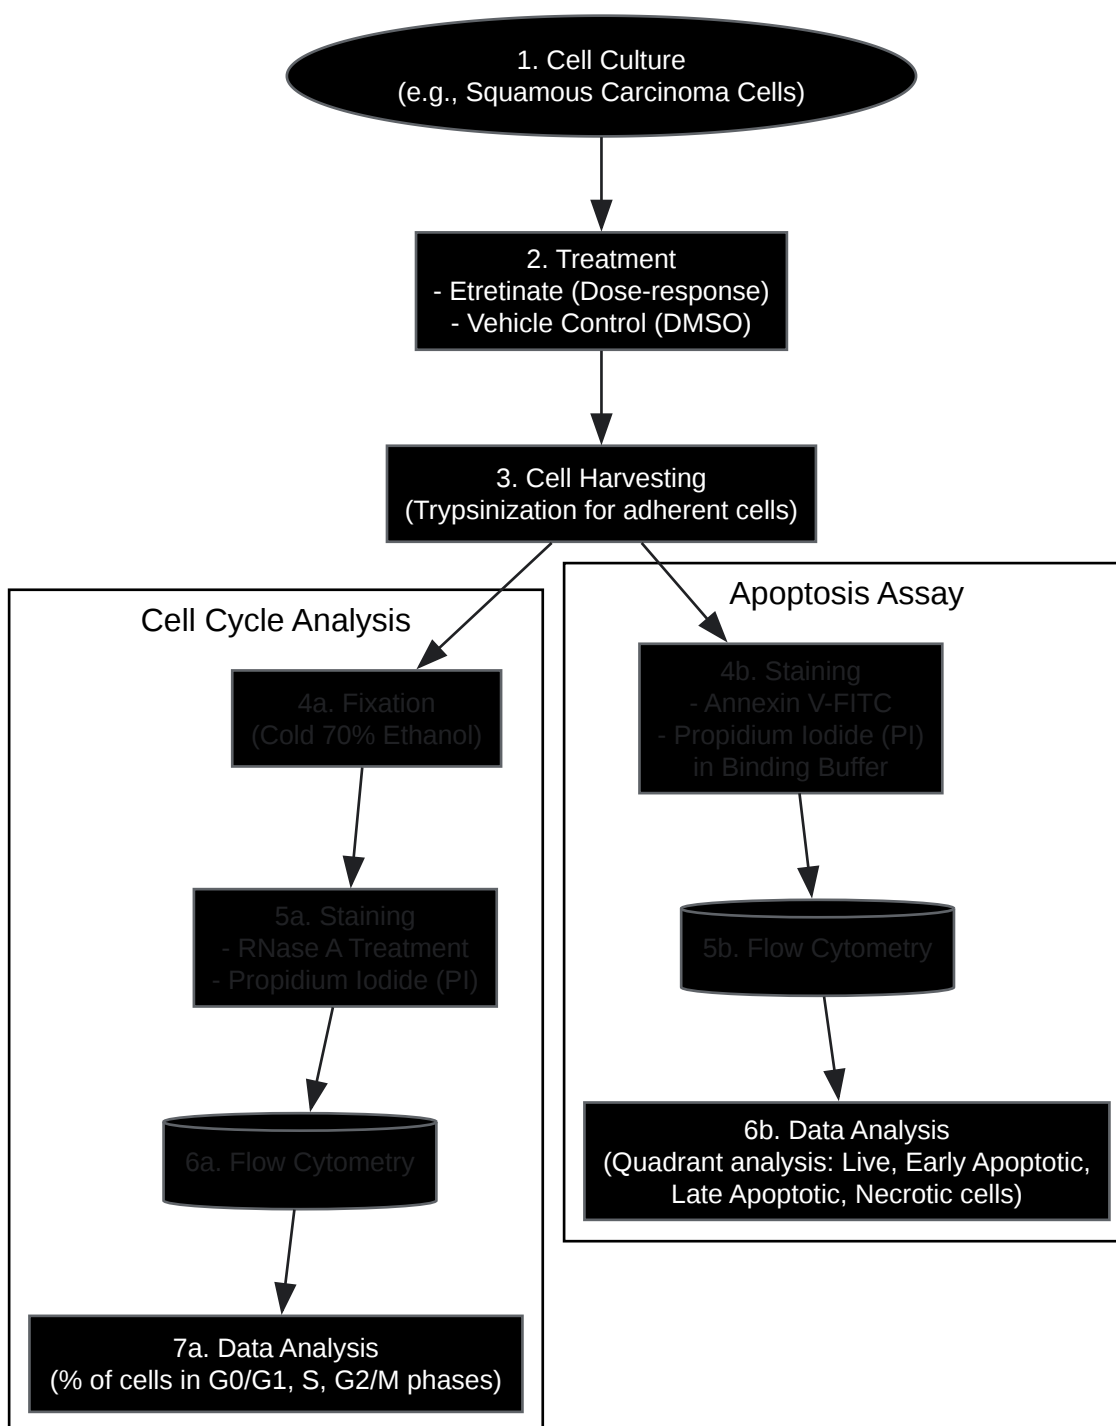 1. Cell Culture
(e.g., Squamous Carcinoma Cells)
2. Treatment
- Etretinate (Dose-response)
- Vehicle Control (DMSO)
3. Cell Harvesting
(Trypsinization for adherent cells)
Cell Cycle Analysis
4a. Fixation
(Cold 70% Ethanol)
5a. Staining
- RNase A Treatment
- Propidium Iodide (PI)
6a. Flow Cytometry
7a. Data Analysis
(% of cells in G0/G1, S, G2/M phases)
Apoptosis Assay
4b. Staining
- Annexin V-FITC
- Propidium Iodide (PI)
in Binding Buffer
5b. Flow Cytometry
6b. Data Analysis
(Quadrant analysis: Live, Early Apoptotic,
Late Apoptotic, Necrotic cells)